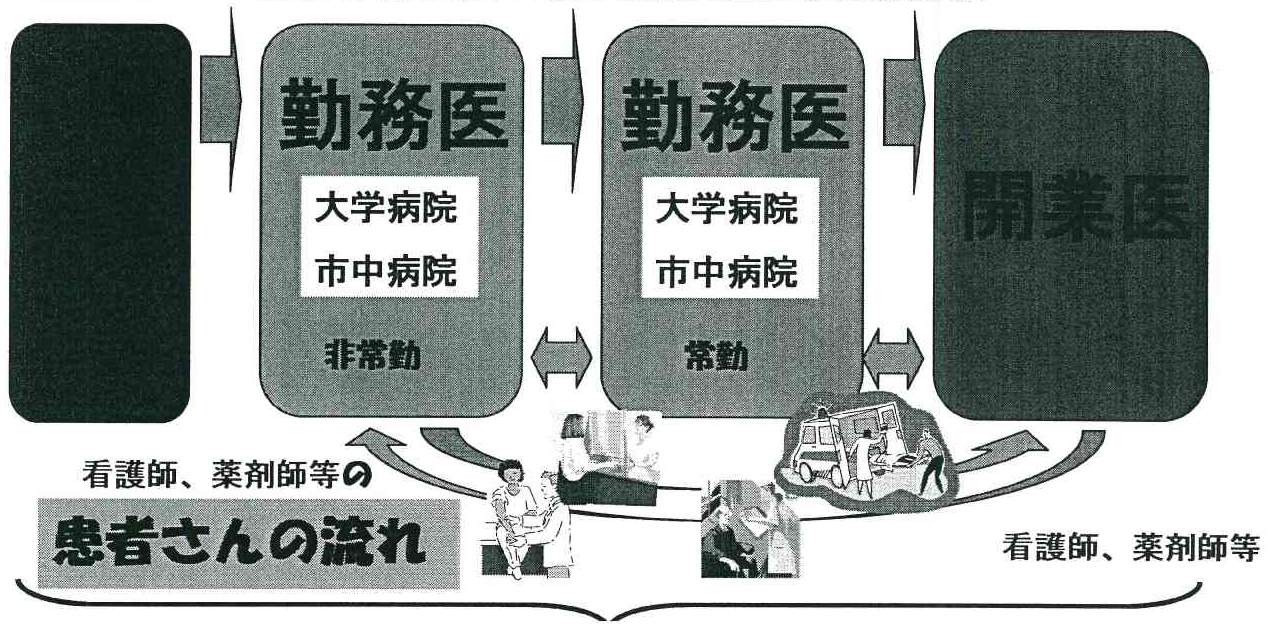 勤務医
大学病院
市中病院
非常勤
勤務医
大学病院
市中病院
常勤
開業医
看護師、薬剤師等の
患者さんの流れ
看護師、薬剤師等